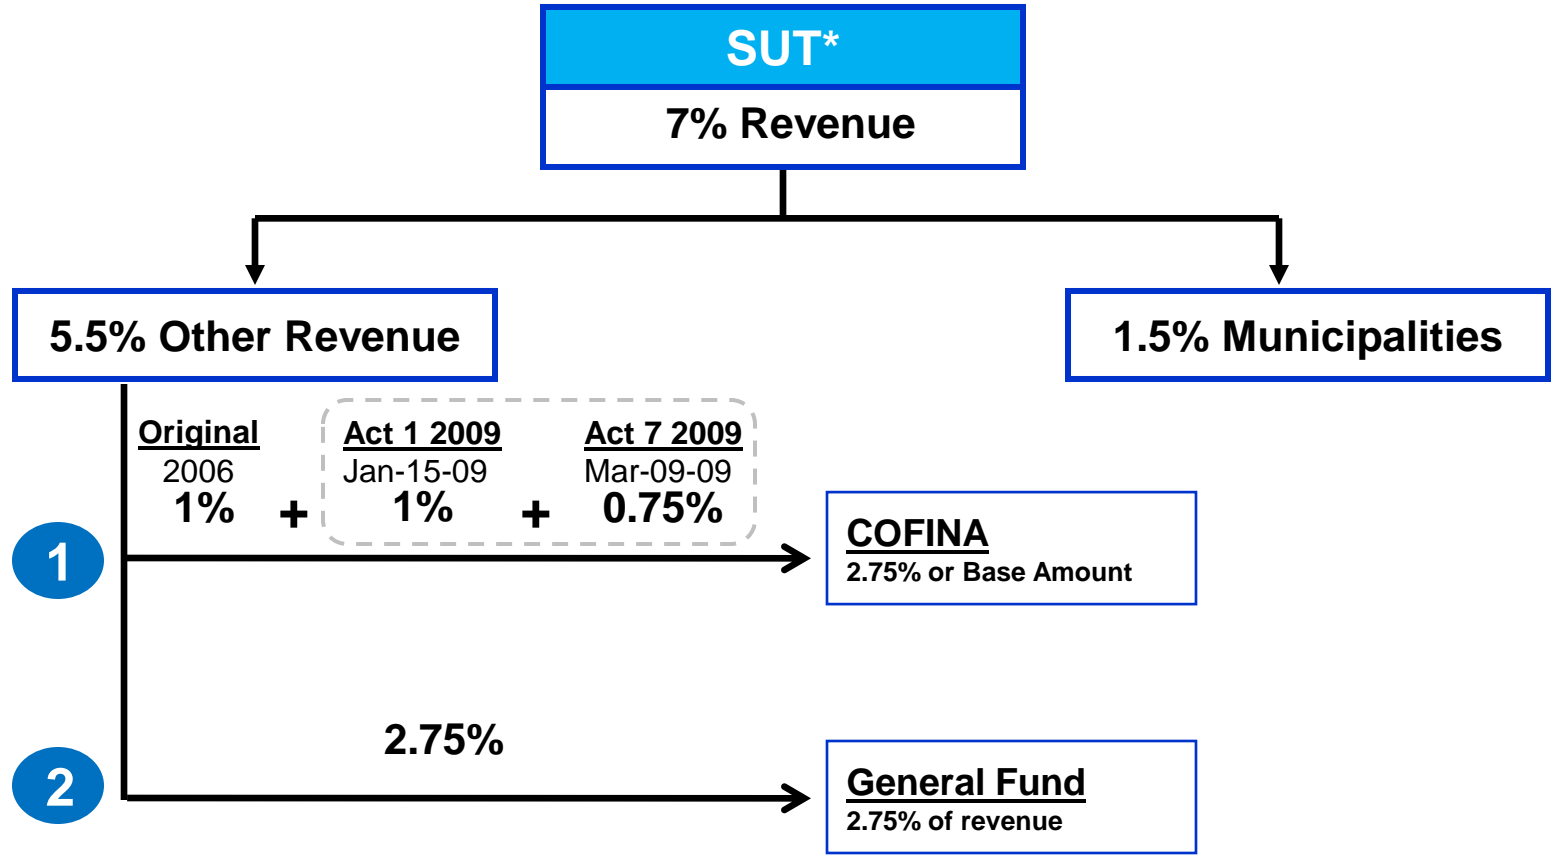 SUT*
7% Revenue
5.5% Other Revenue
1.5% Municipalities
Original
2006
1%
+
Act 1 2009
Jan-15-09
1%
+
Act 7 2009
Mar-09-09
0.75%
1
COFINA
2.75% or Base Amount
2.75%
2
General Fund
2.75% of revenue